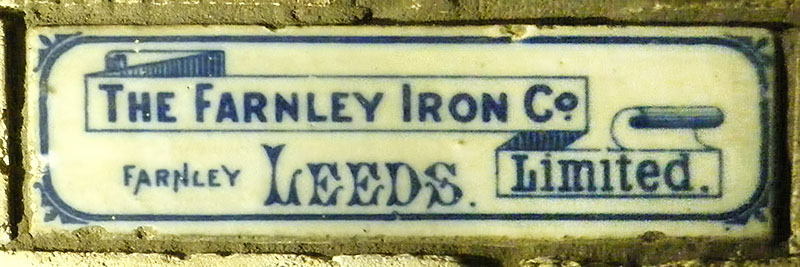 THE FARNLEY IRON Co.
Limited.
FARNLEY LEEDS.